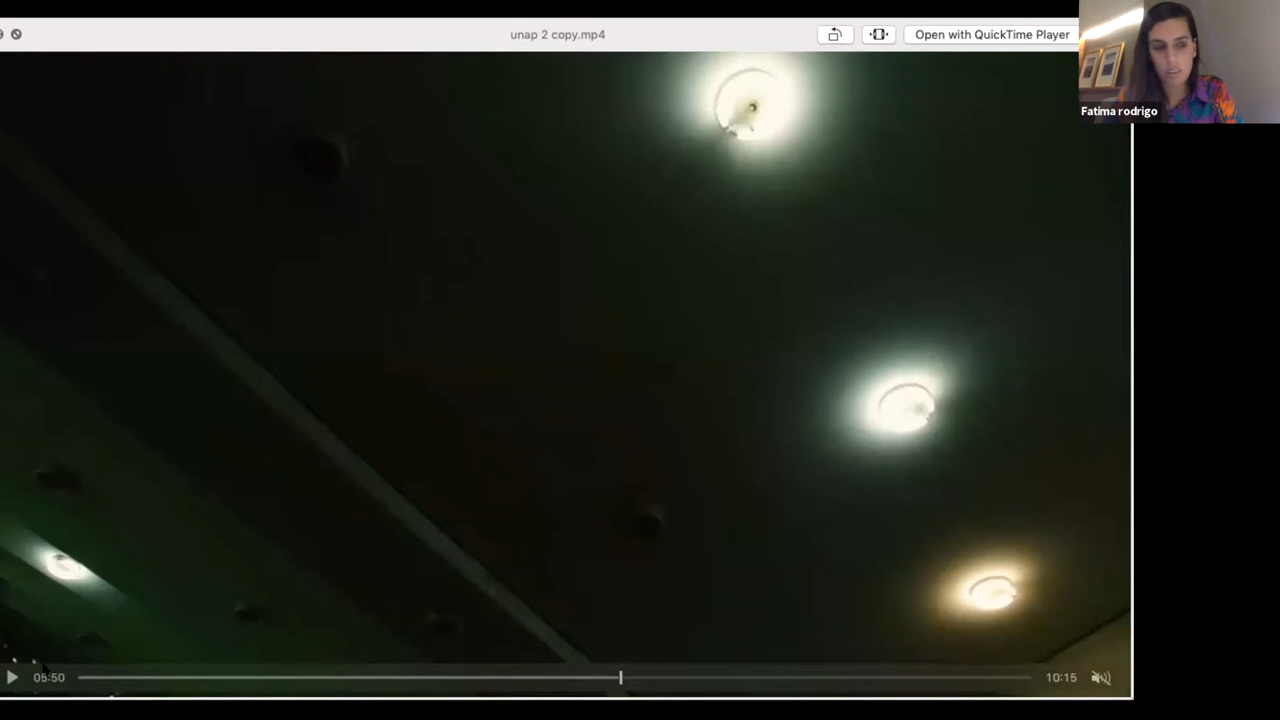 unap 2 copy.mp4
Open with QuickTime Player
Fatima rodrigo
05:50
10:15